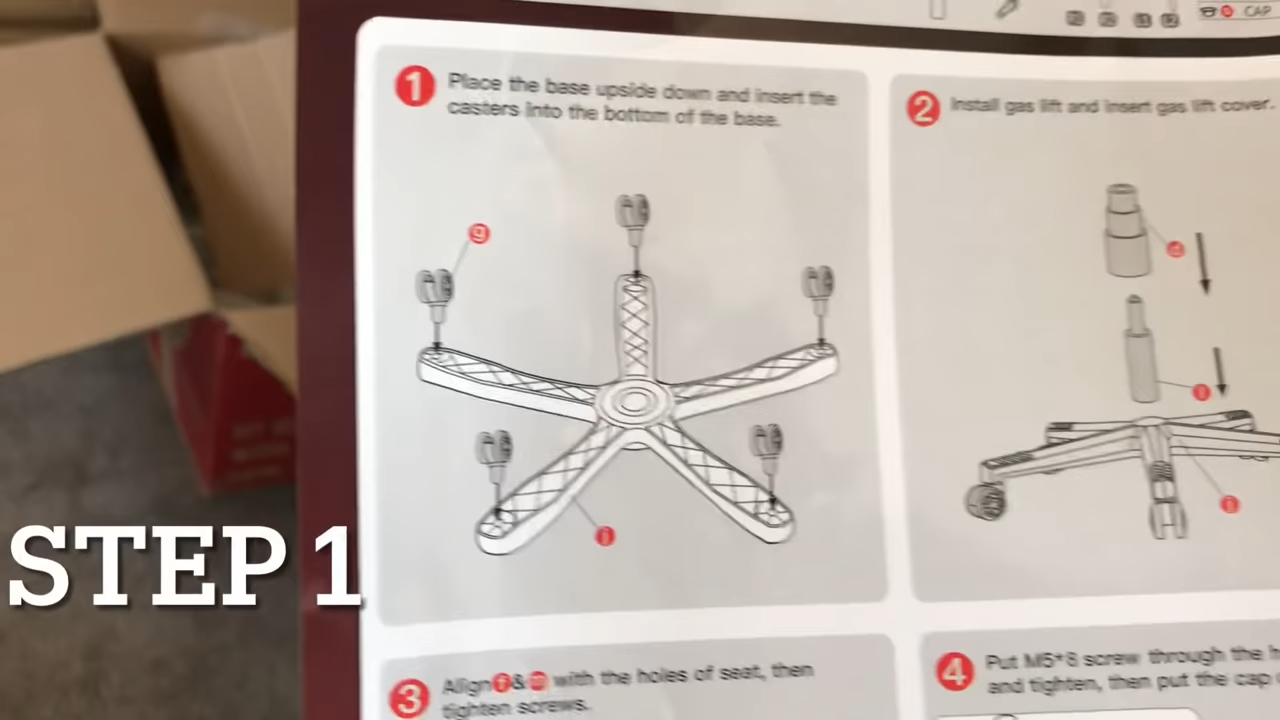 CAP
1 Place the base upside down and insert the
casters into the bottom of the base.
2 Install gas lift and insert gas lift cover.
g
d
STEP 1
3 Align f & with the holes of seat, then
tighten screws.
4 Put M5*8 screw through the h
and tighten, then put the cap